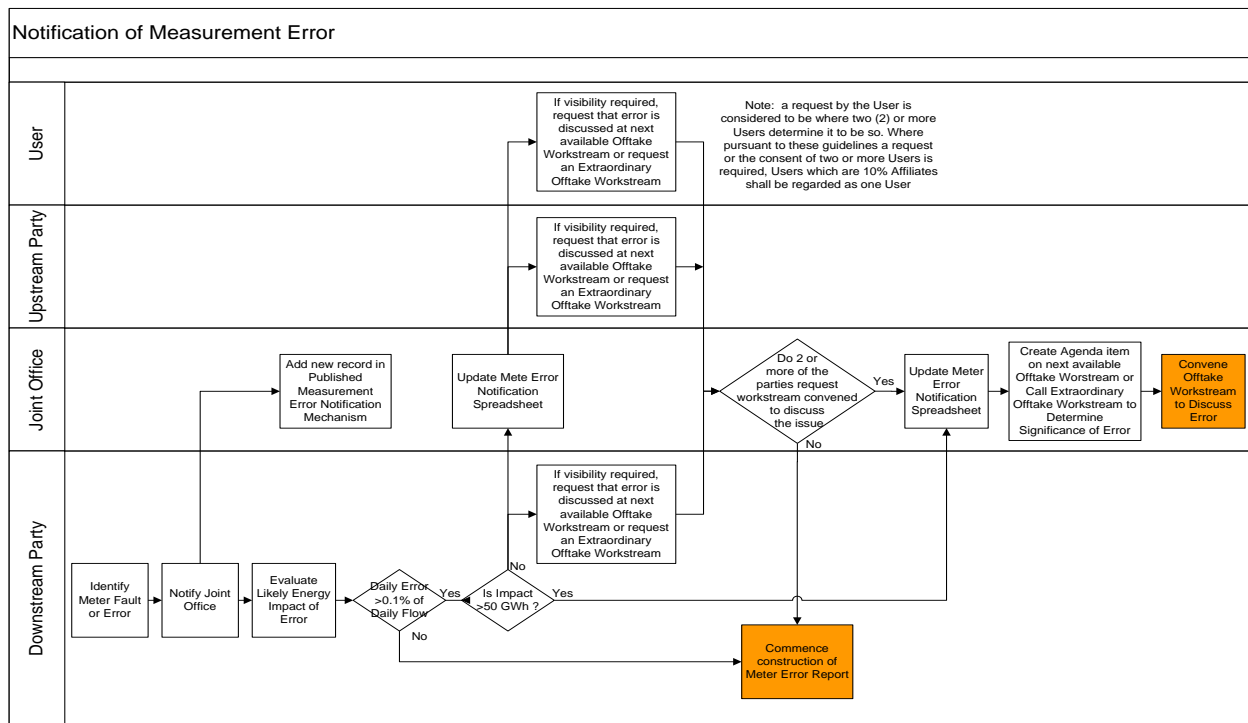 Notification of Measurement Error
User
If visibility required,
request that error is
discussed at next
available Offtake
Workstream or request
an Extraordinary
Offtake Workstream
Note: a request by the User is
considered to be where two (2) or more
Users determine it to be so. Where
pursuant to these guidelines a request
or the consent of two or more Users is
required, Users which are 10% Affiliates
shall be regarded as one User
Upstream Party
If visibility required,
request that error is
discussed at next
available Offtake
Workstream or request
an Extraordinary
Offtake Workstream
Joint Office
Add new record in
Published
Measurement
Error Notification
Mechanism
Update Mete Error
Notification
Spreadsheet
Do 2 or
more of the
parties request
workstream convened
to discuss
the issue
Yes
No
Update Meter
Error
Notification
Spreadsheet
Create Agenda item
on next available
Offtake Worstream or
Call Extraordinary
Offtake Workstream to
Determine
Significance of Error
Convene
Offtake
Workstream
to Discuss
Error
Downstream Party
If visibility required,
request that error is
discussed at next
available Offtake
Workstream or request
an Extraordinary
Offtake Workstream
Identify
Meter Fault
or Error
Notify Joint
Office
Evaluate
Likely Energy
Impact of
Error
Daily Error
>0.1% of
Daily Flow
Yes
No
Is Impact
>50 GWh ?
No
Yes
Commence
construction of
Meter Error Report